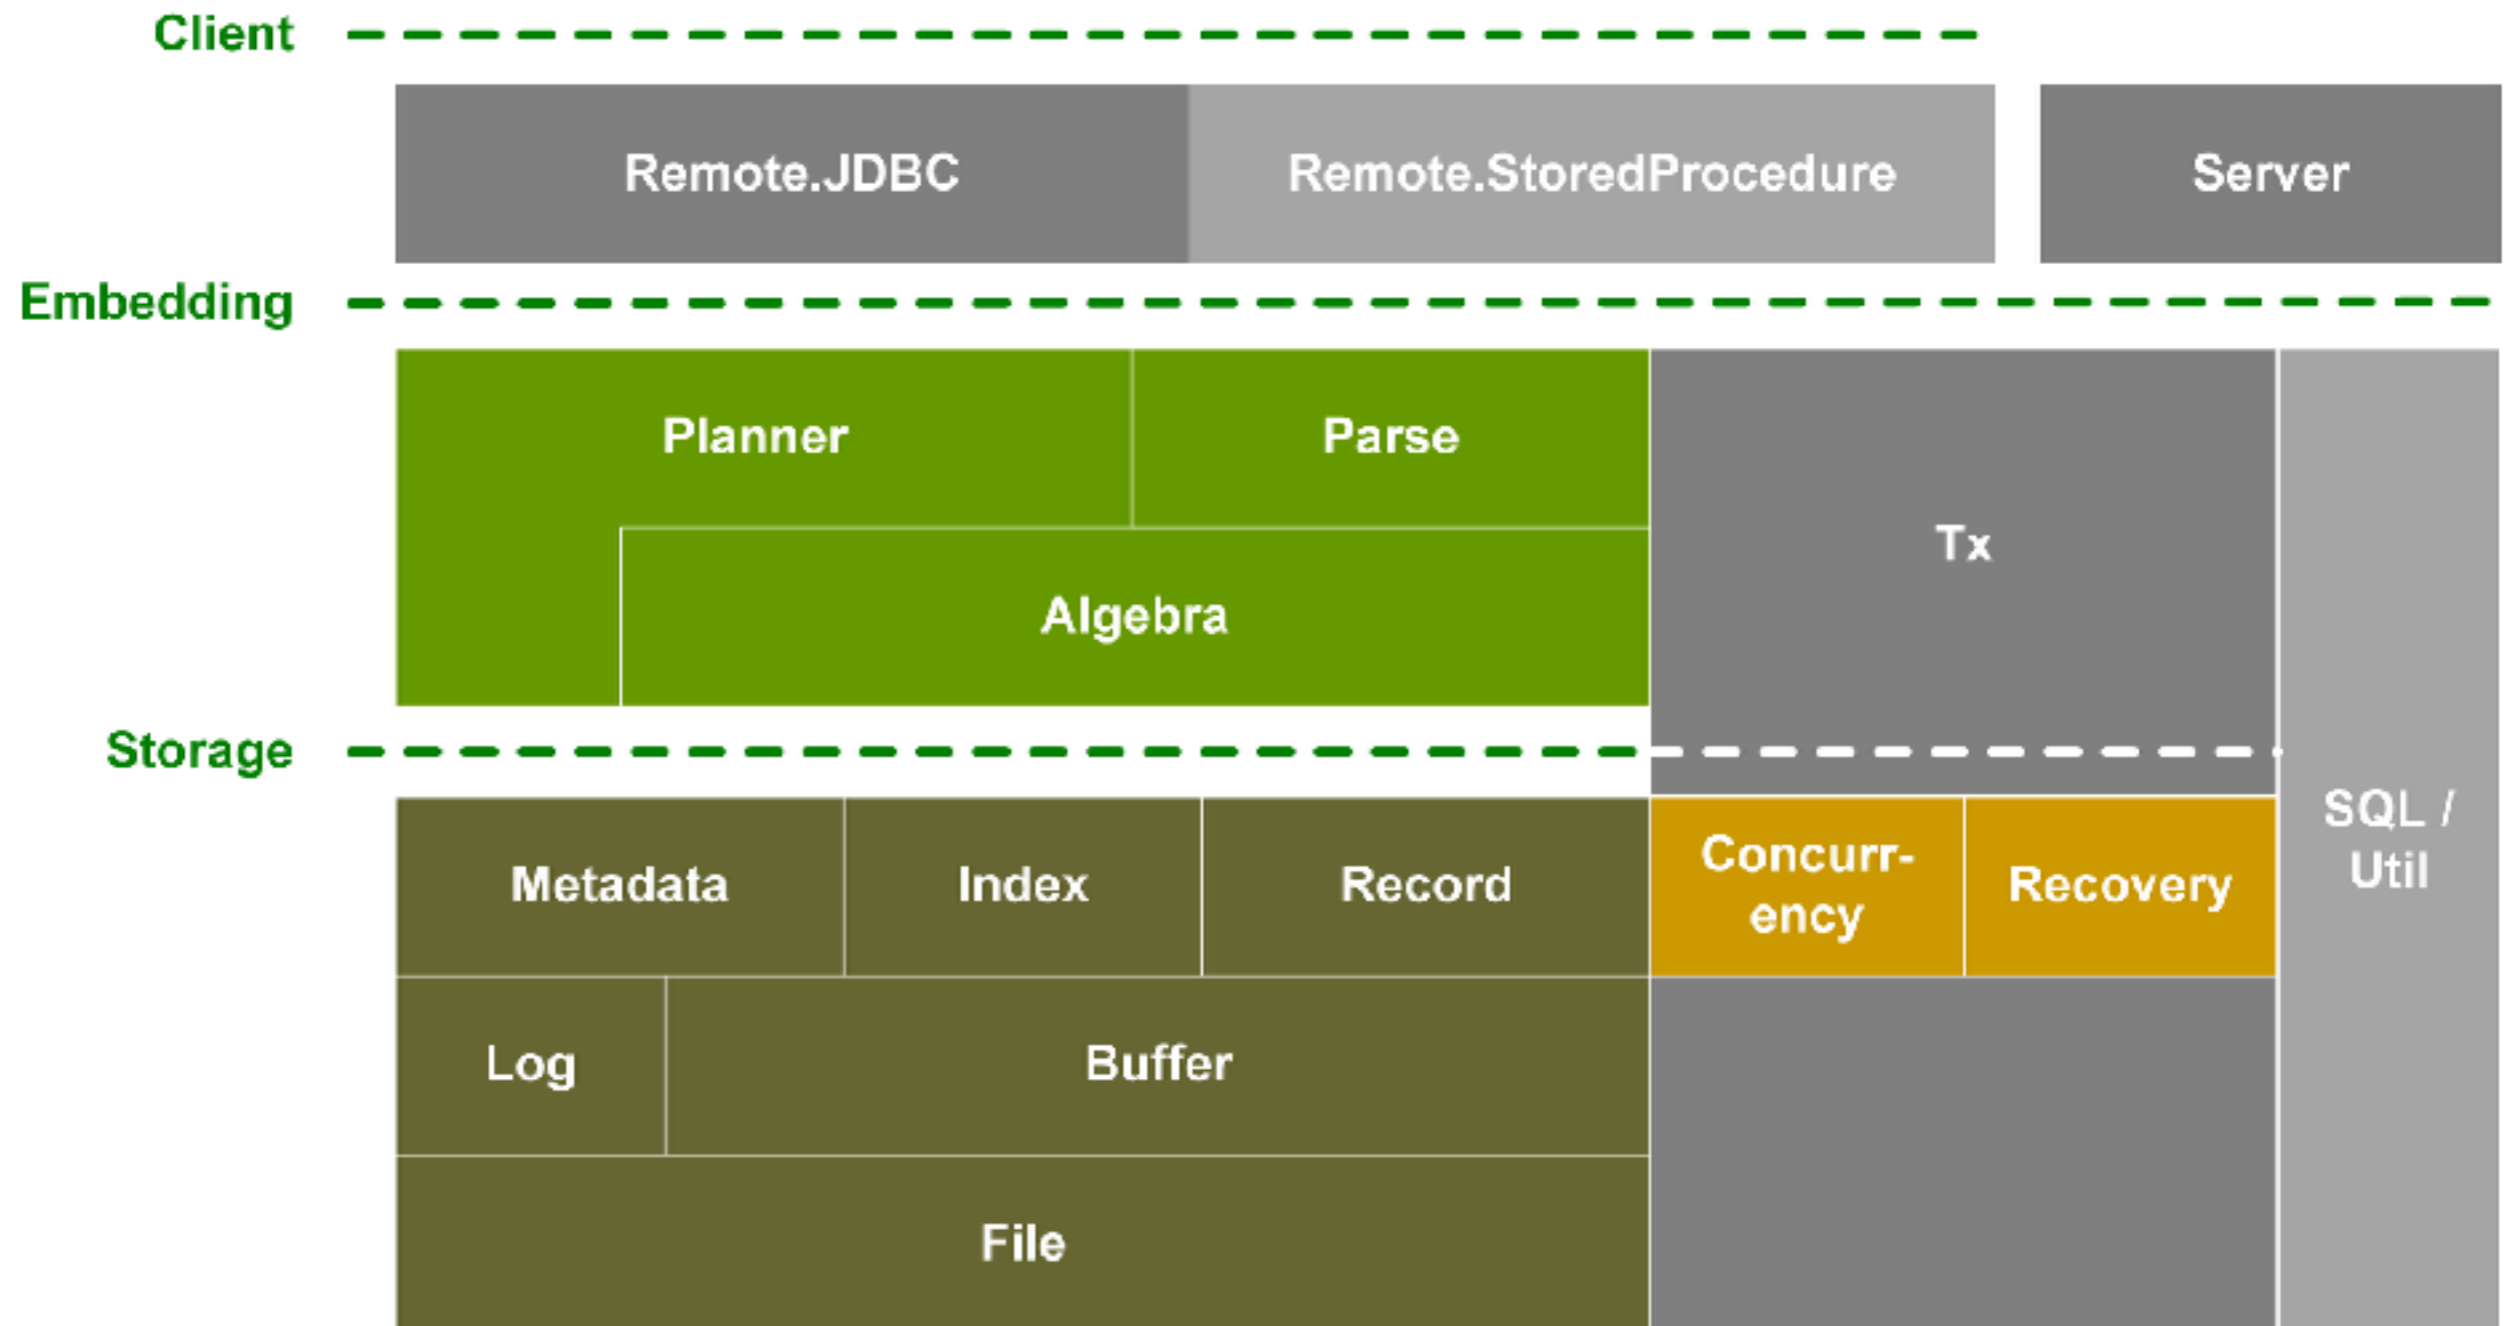 Client
Remote.JDBC
Remote.StoredProcedure
Server
Embedding
Planner
Parse
Tx
Algebra
Storage
SQL /
Util
Metadata
Index
Record
Concurr-
ency
Recovery
Log
Buffer
File